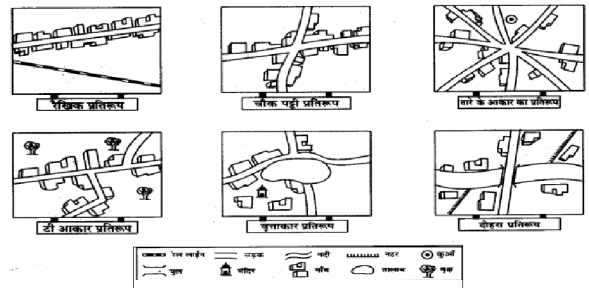 रैखिक प्रतिरूप
चौक पट्टी प्रतिरूप
तारे के आकार का प्रतिरूप
टी आकार प्रतिरूप
वृत्ताकार प्रतिरूप
दोहरा प्रतिरूप
रेल लाईन सड़क नदी नहर कुआँ
पुल मंदिर गाँव तालाब वृक्ष